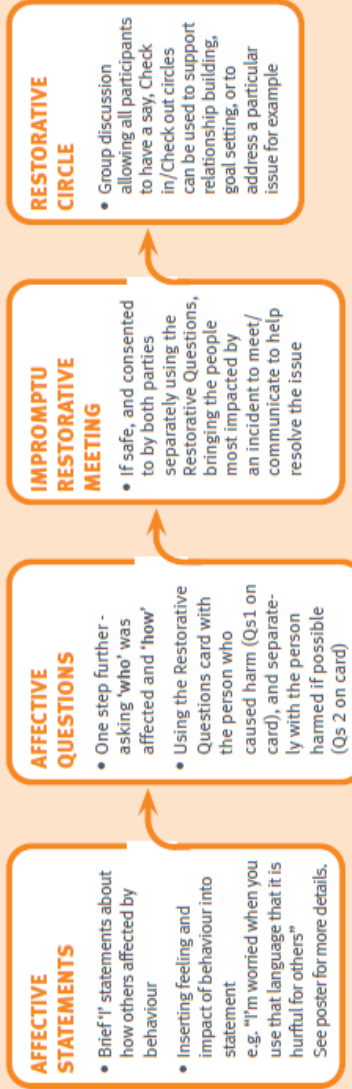 AFFECTIVE
STATEMENTS
• Brief 'I' statements about
how others affected by
behaviour
• Inserting feeling and
impact of behaviour into
statement
e.g. "I'm worried when you
use that language that it is
hurtful for others"
See poster for more details.
AFFECTIVE
QUESTIONS
• One step further -
asking 'who' was
affected and 'how'
• Using the Restorative
Questions card with
the person who
caused harm (Qs1 on
card), and separate-
ly with the person
harmed if possible
(Qs 2 on card)
IMPROMPTU
RESTORATIVE
MEETING
• If safe, and consented
to by both parties
separately using the
Restorative Questions,
bringing the people
most impacted by
an incident to meet/
communicate to help
resolve the issue
RESTORATIVE
CIRCLE
• Group discussion
allowing all participants
to have a say, Check
in/Check out circles
can be used to support
relationship building,
goal setting, or to
address a particular
issue for example